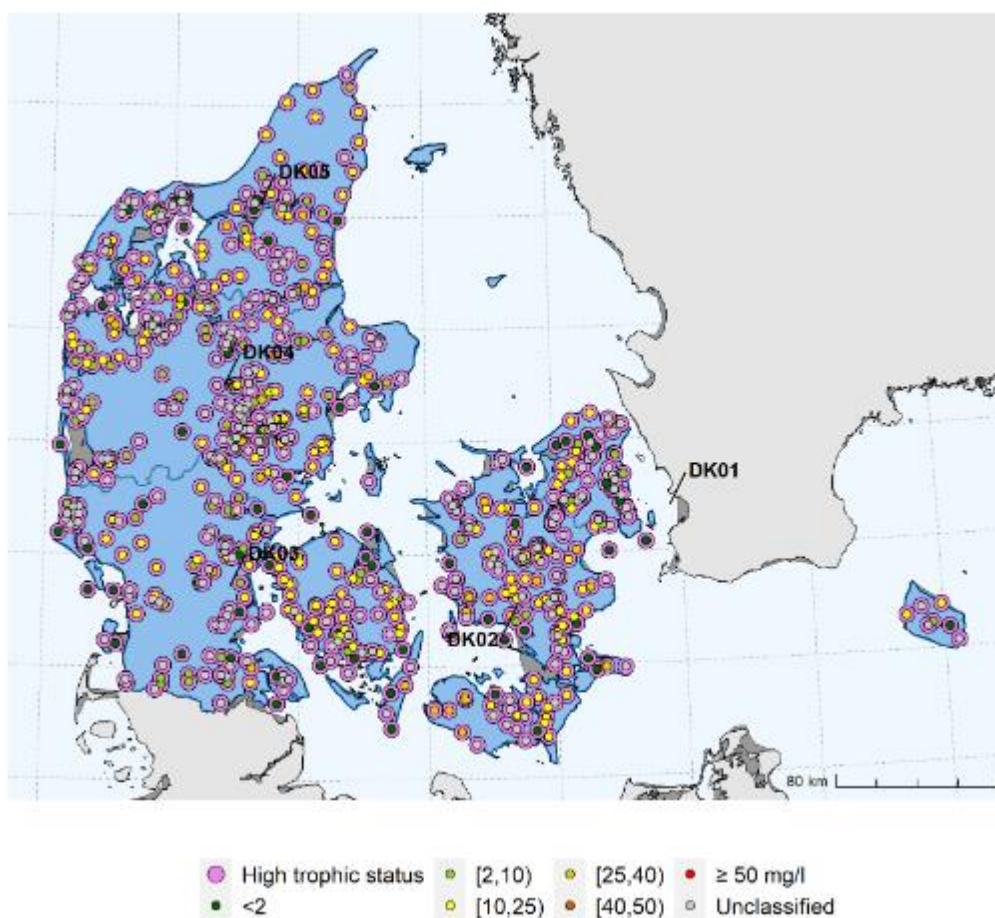 DK05
DK04
DK01
DK03
DK02
80 km
High trophic status [2,10) [25,40) ≥ 50 mg/l
<2 [10,25) [40,50) Unclassified